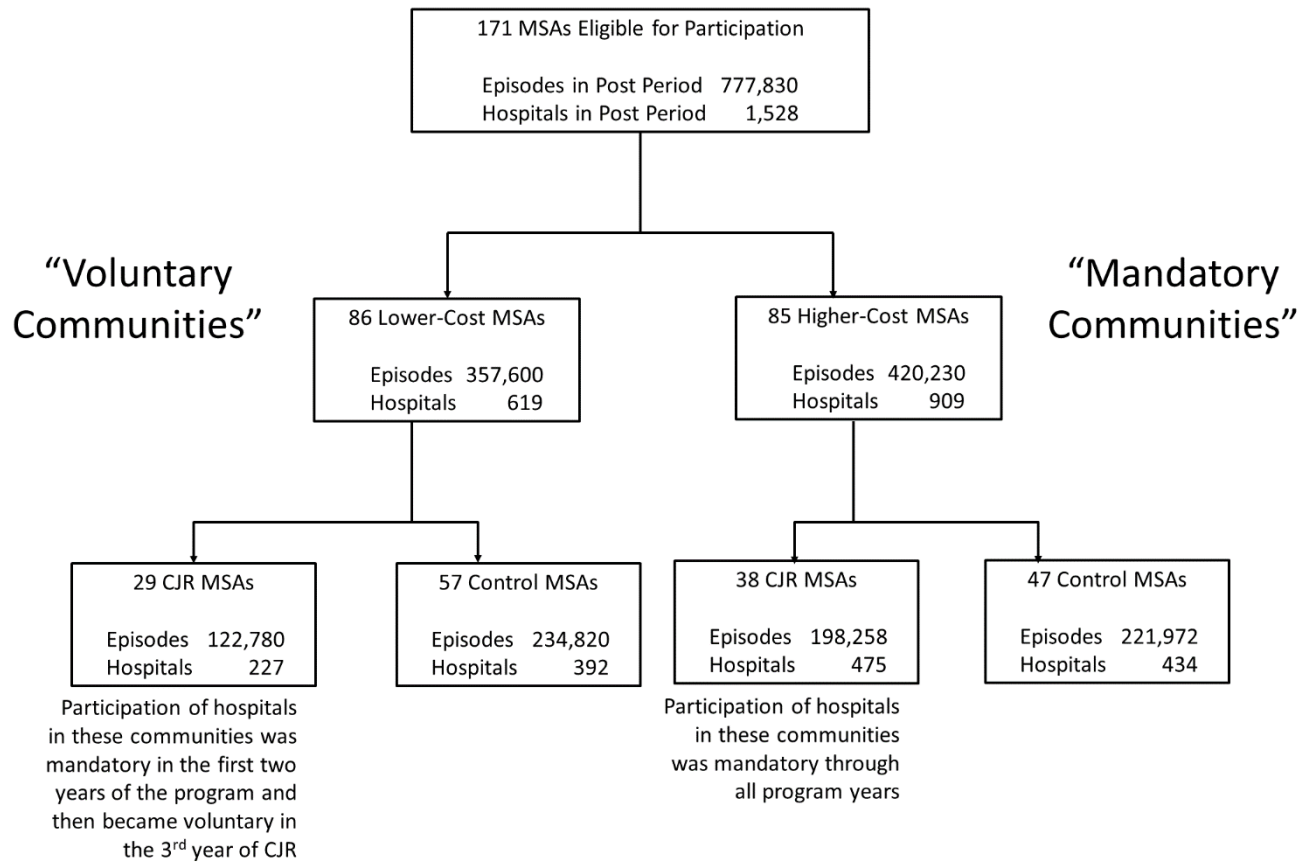 171 MSAs Eligible for Participation
Episodes in Post Period 777,830
Hospitals in Post Period 1,528
“Voluntary
Communities”
“Mandatory
Communities”
86 Lower-Cost MSAs
Episodes 357,600
Hospitals 619
85 Higher-Cost MSAs
Episodes 420,230
Hospitals 909
29 CJR MSAs
Episodes 122,780
Hospitals 227
57 Control MSAs
Episodes 234,820
Hospitals 392
38 CJR MSAs
Episodes 198,258
Hospitals 475
47 Control MSAs
Episodes 221,972
Hospitals 434
Participation of hospitals
in these communities was
mandatory in the first two
years of the program and
then became voluntary in
the 3rd year of CJR
Participation of hospitals
in these communities
was mandatory through
all program years